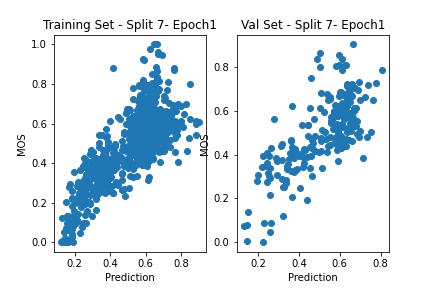 Training Set - Split 7- Epoch1
Val Set - Split 7- Epoch1
1.0
0.8
0.6
0.4
0.2
0.0
MOS
0.2 0.4 0.6 0.8
Prediction
0.8
0.6
0.4
0.2
0.0
MOS
0.2 0.4 0.6 0.8
Prediction